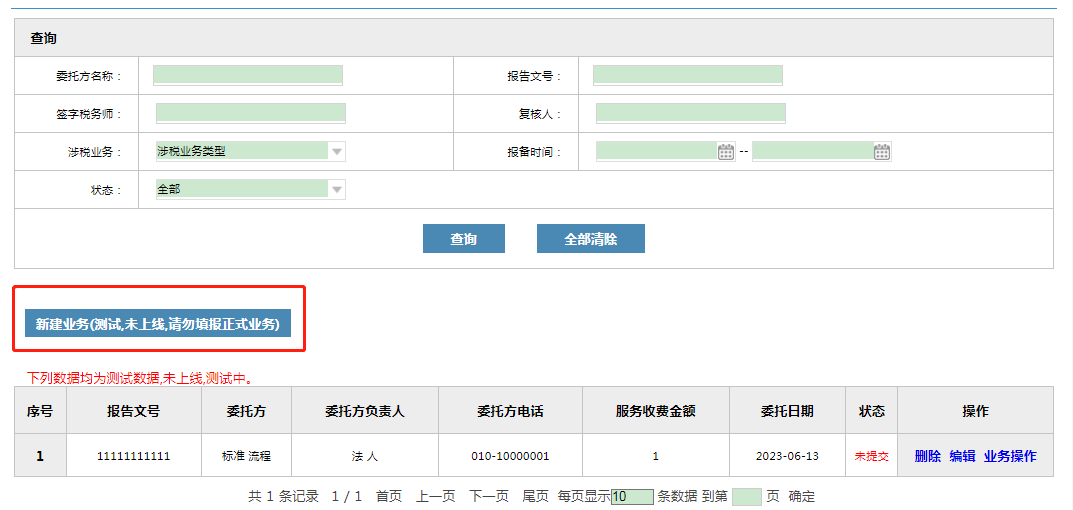 查询
委托方名称： 报告文号：
签字税务师： 复核人：
涉税业务： 涉税业务类型 报备时间： --
状态： 全部
查询 全部清除
新建业务(测试,未上线,请勿填报正式业务)
下列数据均为测试数据,未上线,测试中。
序号 报告文号 委托方 委托方负责人 委托方电话 服务收费金额 委托日期 状态 操作
1 11111111111 标准 流程 法 人 010-10000001 1 2023-06-13 未提交 删除 编辑 业务操作
共 1 条记录 1 / 1 首页 上一页 下一页 尾页 每页显示10 条数据 到第 页 确定